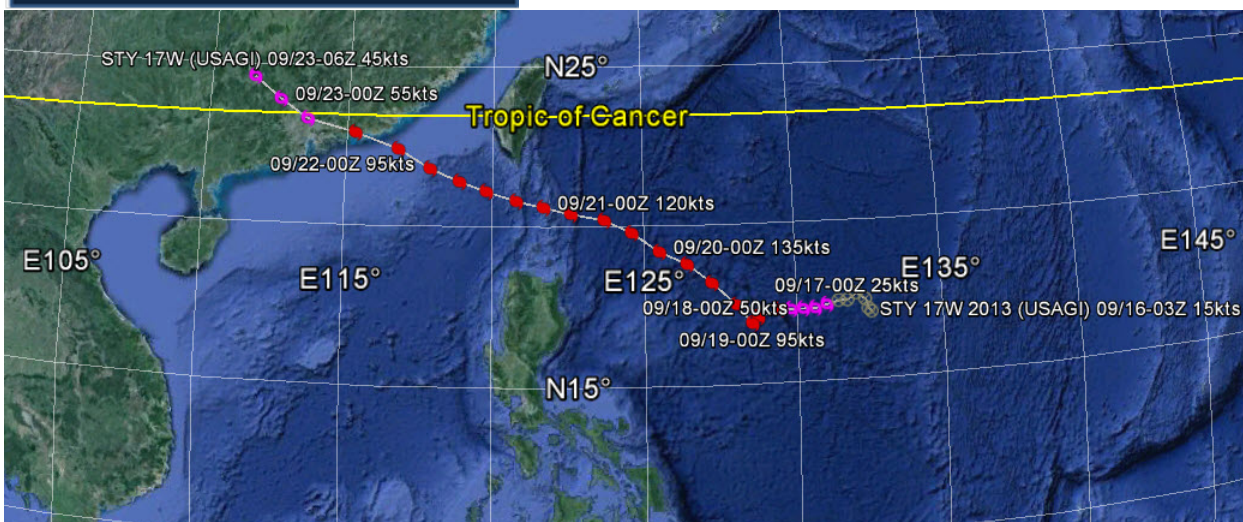 STY 17W (USAGI) 09/23-06Z 45kts
N25°
09/23-00Z 55kts
Tropic of Cancer
09/22-00Z 95kts
09/21-00Z 120kts
E145°
09/20-00Z 135kts
E105°
E115°
E125°
E135°
09/17-00Z 25kts
09/18-00Z 50kts
STY 17W 2013 (USAGI) 09/16-03Z 15kts
09/19-00Z 95kts
N15°